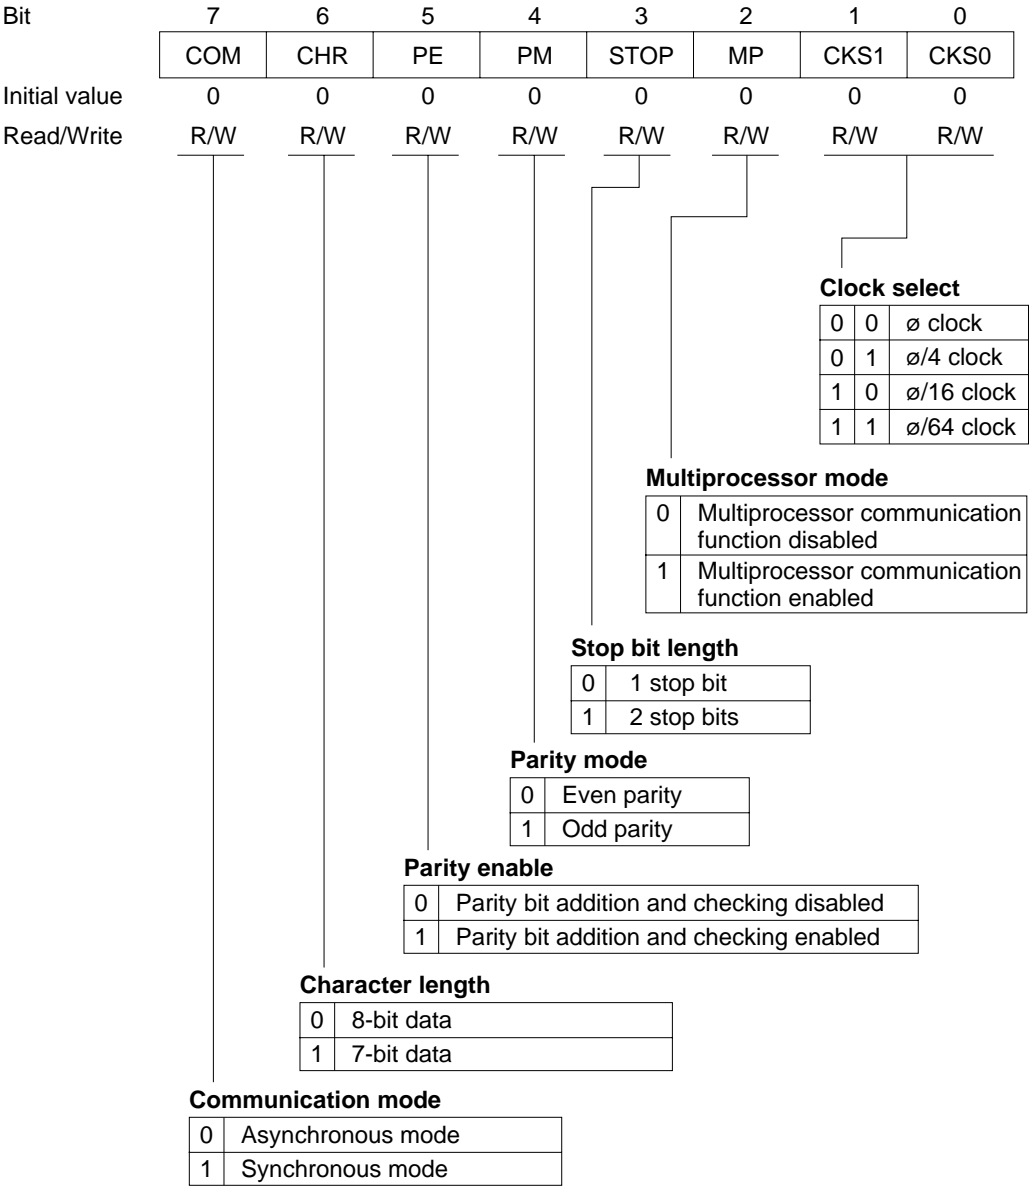 Bit 7 6 5 4 3 2 1 0
COM CHR PE PM STOP MP CKS1 CKS0
Initial value 0 0 0 0 0 0 0 0
Read/Write R/W R/W R/W R/W R/W R/W R/W R/W
Clock select
0 0 ø clock
0 1 ø/4 clock
1 0 ø/16 clock
1 1 ø/64 clock
Multiprocessor mode
0 Multiprocessor communication
function disabled
1 Multiprocessor communication
function enabled
Stop bit length
0 1 stop bit
1 2 stop bits
Parity mode
0 Even parity
1 Odd parity
Parity enable
0 Parity bit addition and checking disabled
1 Parity bit addition and checking enabled
Character length
0 8-bit data
1 7-bit data
Communication mode
0 Asynchronous mode
1 Synchronous mode